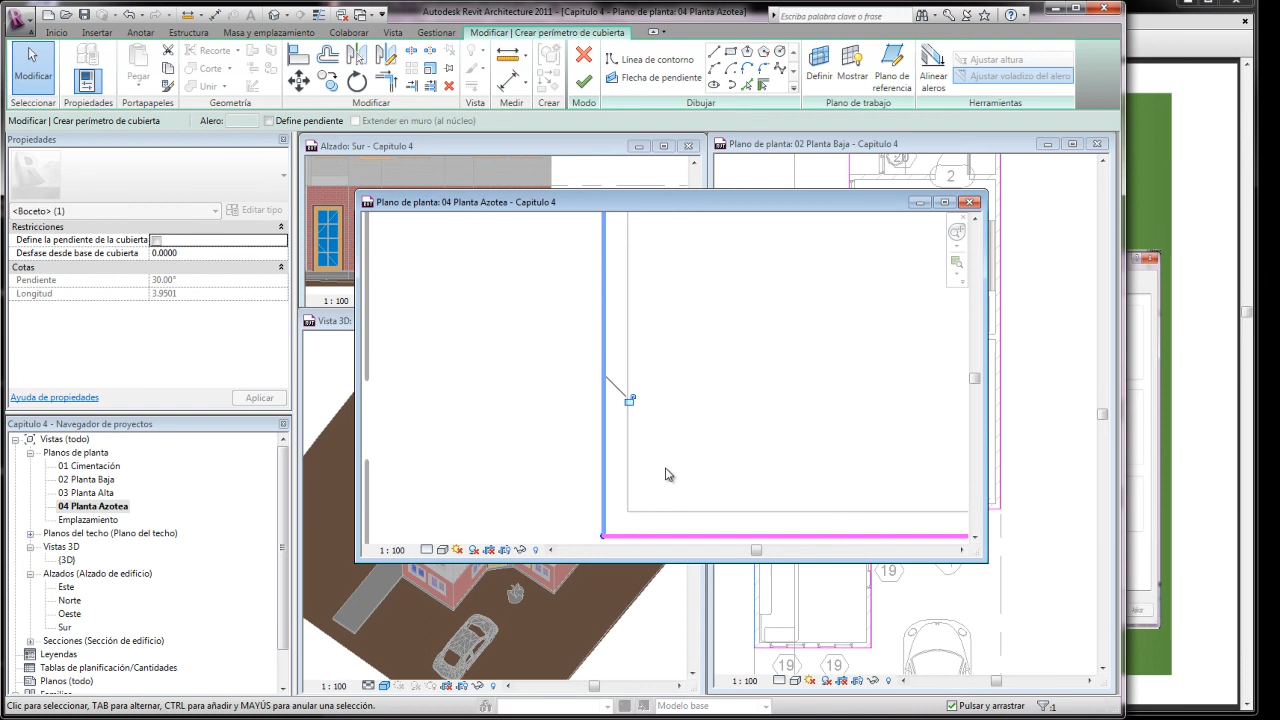 Autodesk Revit Architecture 2011 - [Capitulo 4 - Plano de planta: 04 Planta Azotea]
Escriba palabra clave o frase
Inicio Insertar Anotar Estructura Masa y emplazamiento Colaborar Vista Gestionar Modificar | Crear perímetro de cubierta
Modificar
Pegar
Recorte
Corte
Unir
Línea de contorno
Flecha de pendiente
Definir
Mostrar
Plano de referencia
Alinear aleros
Ajustar altura
Ajustar voladizo del alero
Seleccionar Propiedades Portapapeles Geometría Modificar Vista Medir Crear Modo Dibujar Plano de trabajo Herramientas
Modificar | Crear perímetro de cubierta Alero: Define pendiente Extender en muro (al núcleo)
Propiedades
<Boceto> (1) Editar tipo
Restricciones
Define la pendiente de la cubierta
Desfase desde base de cubierta 0.0000
Cotas
Pendiente 30.00°
Longitud 3.9501
Ayuda de propiedades Aplicar
Capitulo 4 - Navegador de proyectos
Vistas (todo)
Planos de planta
01 Cimentación
02 Planta Baja
03 Planta Alta
04 Planta Azotea
Emplazamiento
Planos del techo (Plano del techo)
Vistas 3D
{3D}
Alzados (Alzado de edificio)
Este
Norte
Oeste
Sur
Secciones (Sección de edificio)
Leyendas
Tablas de planificación/Cantidades
Planos (todo)
Alzado: Sur - Capitulo 4
1 : 100
Vista 3D:
1 : 100
Plano de planta: 02 Planta Baja - Capitulo 4
2
19
19 19
1 : 100
Plano de planta: 04 Planta Azotea - Capitulo 4
1 : 100
Clic para seleccionar, TAB para alternar, CTRL para añadir y MAYÚS para anular una selección.
Modelo base
Pulsar y arrastrar
:1